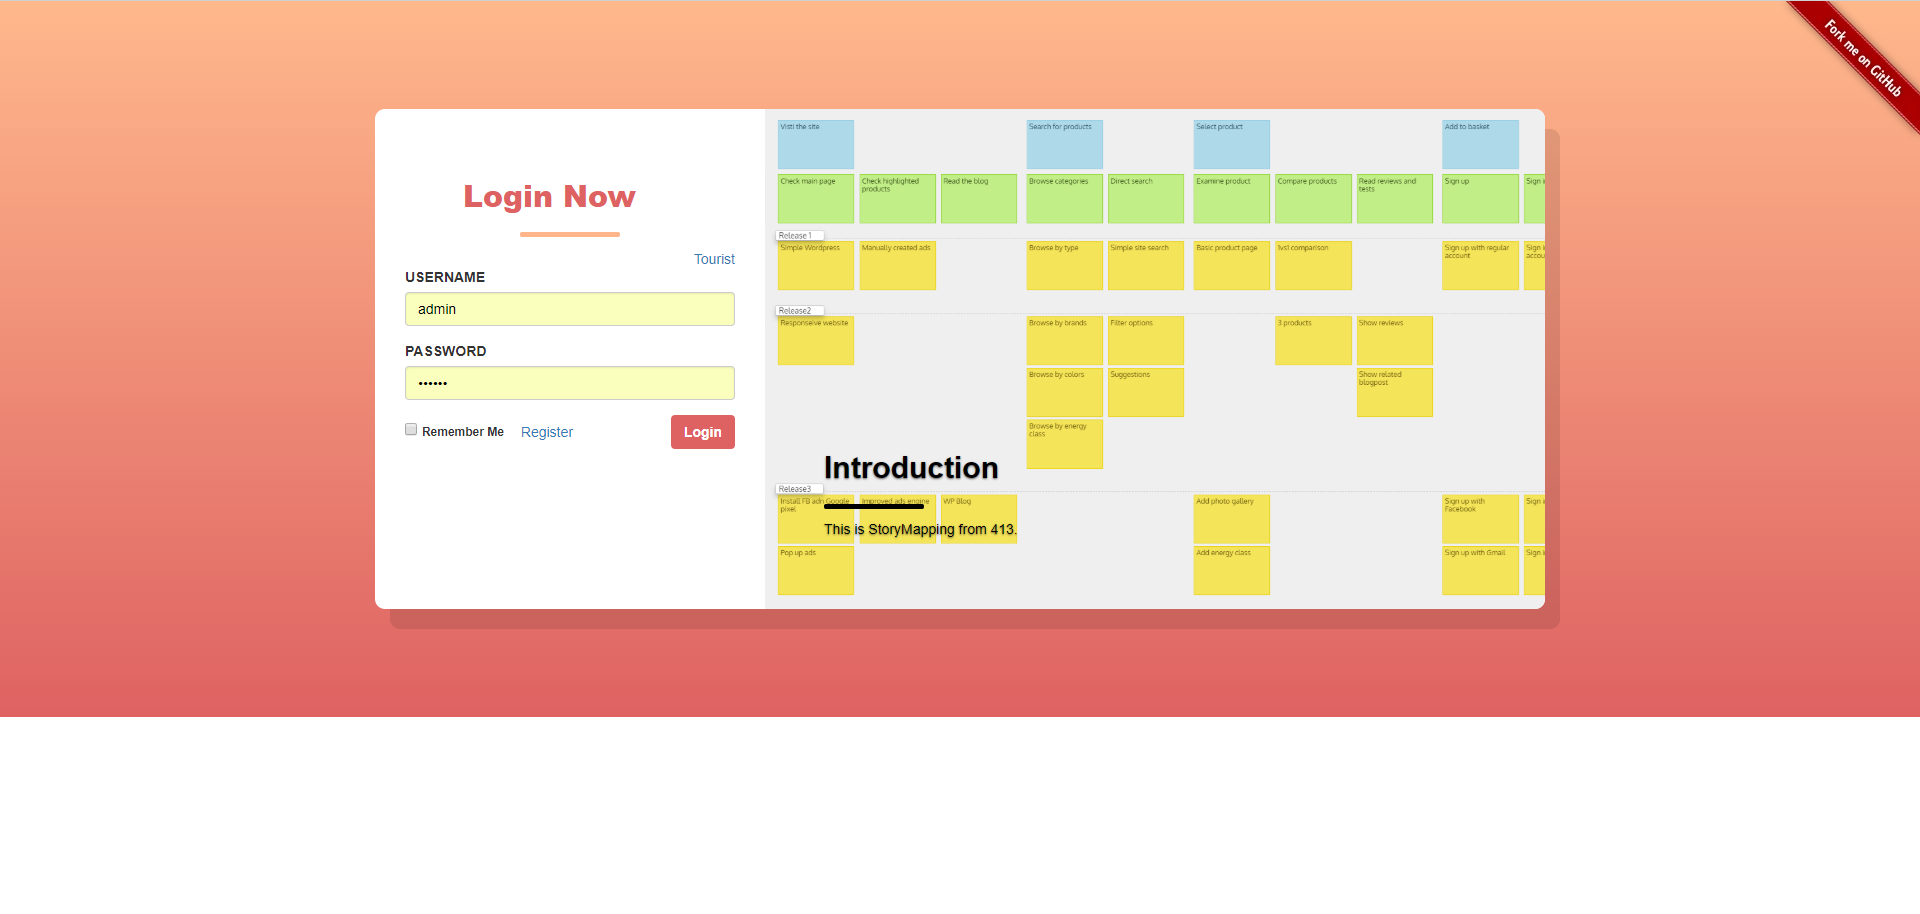 Fork me on GitHub
Login Now
Tourist
USERNAME
admin
PASSWORD
••••••
Remember Me
Register
Login
Visti the site
Search for products
Select product
Add to basket
Check main page
Check highlighted
products
Read the blog
Browse categories
Direct search
Examine product
Compare products
Read reviews and
tests
Sign up
Sign i
Release 1
Simple Wordpress
Manually created ads
Browse by type
Simple site search
Basic product page
1vs1 comparison
Sign up with regular
account
Sign i
accou
Release2
Responseive website
Browse by brands
Filter options
3 products
Show reviews
Browse by colors
Suggestions
Show related
blogpost
Browse by energy
class
Introduction
Release3
Install FB adn Google
pixel
Improved ads engine
WP Blog
Add photo gallery
Sign up with
Facebook
Sign i
This is StoryMapping from 413.
Pop up ads
Add energy class
Sign up with Gmail
Sign i